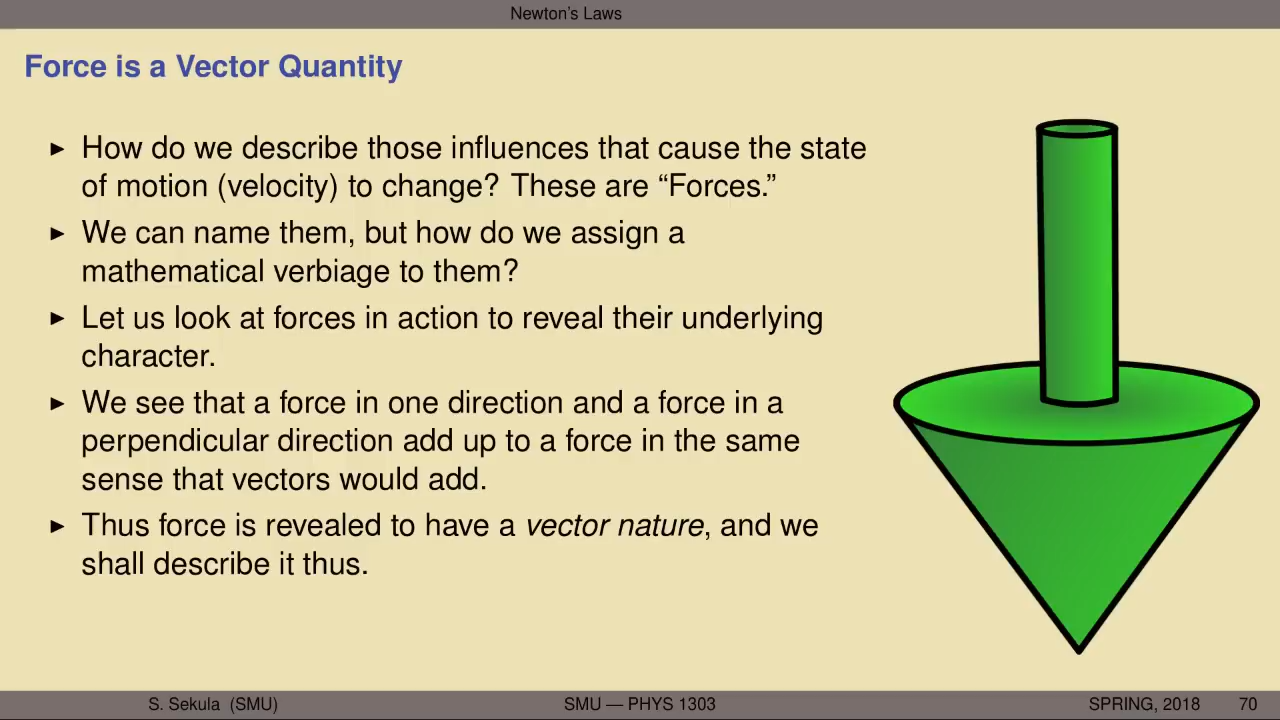 Newton's Laws
Force is a Vector Quantity
► How do we describe those influences that cause the state
of motion (velocity) to change? These are “Forces.”
► We can name them, but how do we assign a
mathematical verbiage to them?
► Let us look at forces in action to reveal their underlying
character.
► We see that a force in one direction and a force in a
perpendicular direction add up to a force in the same
sense that vectors would add.
► Thus force is revealed to have a vector nature, and we
shall describe it thus.
S. Sekula (SMU) SMU — PHYS 1303 SPRING, 2018 70